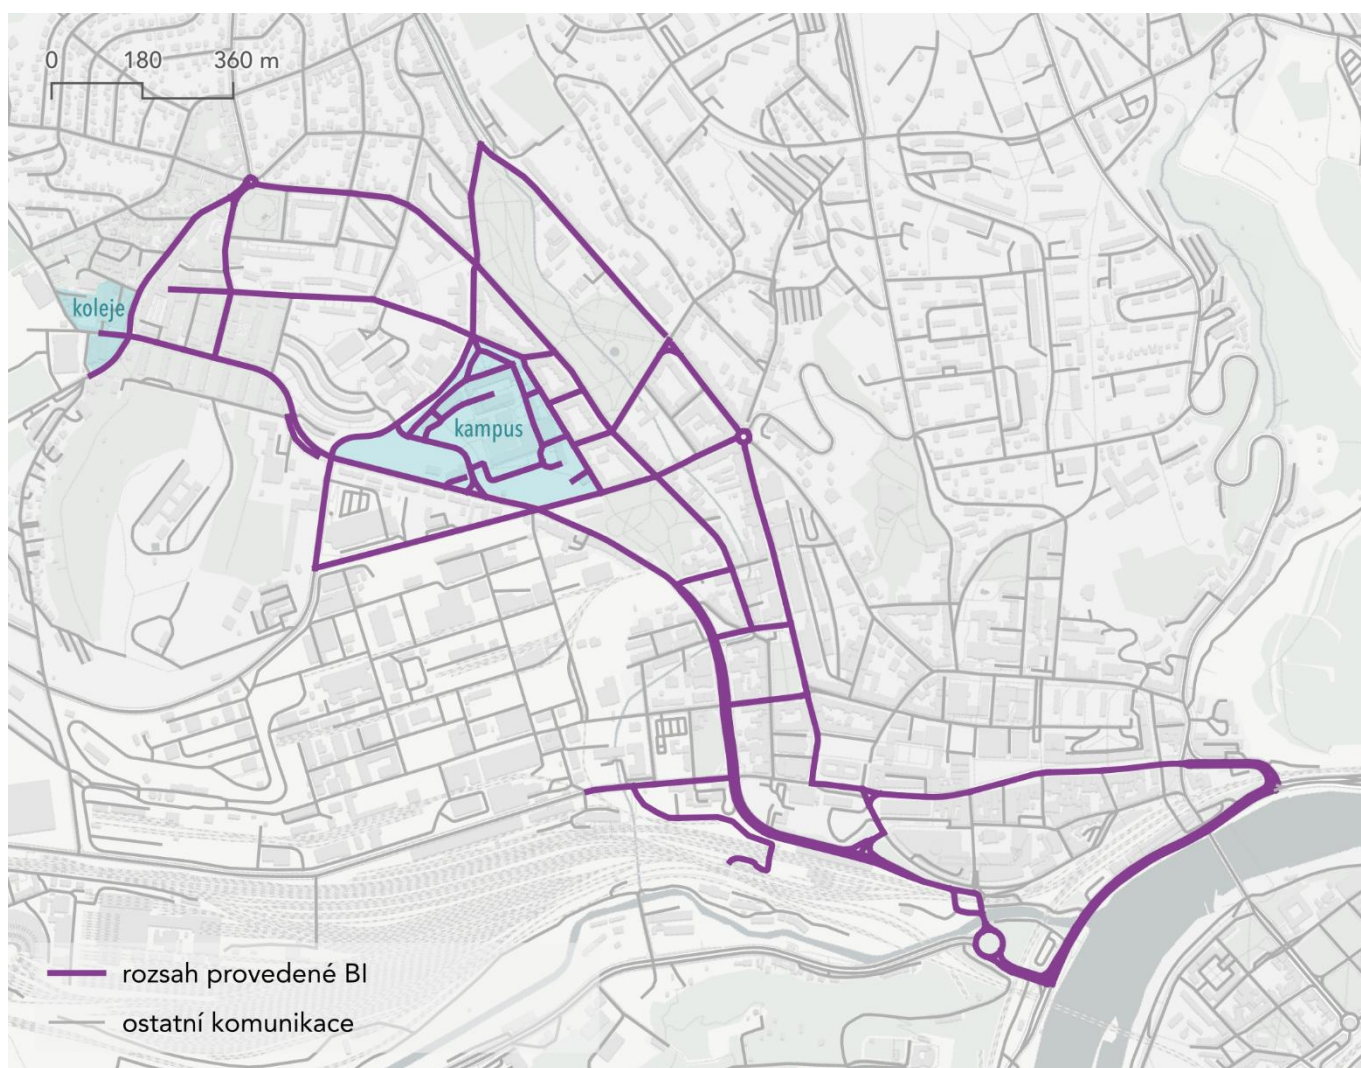 0 180 360 m
koleje
kampus
rozsah provedené BI
ostatní komunikace